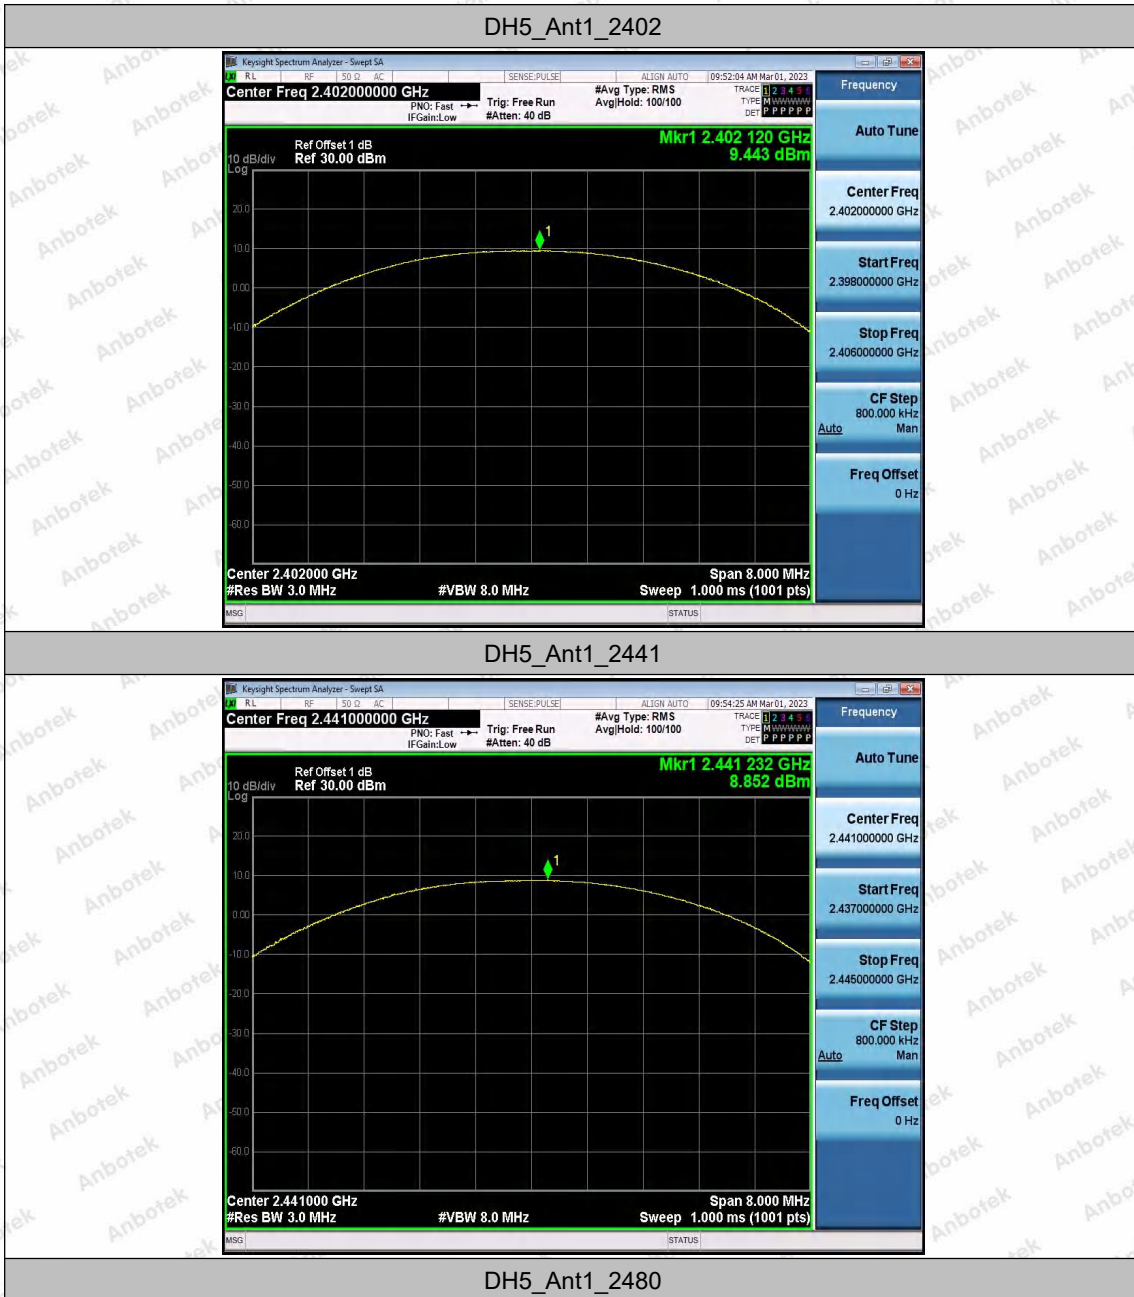 DH5_Ant1_2402
Keysight Spectrum Analyzer - Swept SA
LXI RL RF 50 Ω AC SENSE:PULSE ALIGN AUTO 09:52:04 AM Mar 01, 2023
Center Freq 2.402000000 GHz
PNO: Fast
IFGain:Low
Trig: Free Run
#Atten: 40 dB
#Avg Type: RMS
Avg|Hold: 100/100
TRACE 1 2 3 4 5 6
TYPE M WWWWW
DET P P P P P P
Mkr1 2.402 120 GHz
9.443 dBm
Ref Offset 1 dB
10 dB/div Ref 30.00 dBm
Log
20.0
10.0
0.00
-10.0
-20.0
-30.0
-40.0
-50.0
-60.0
1
Center 2.402000 GHz Span 8.000 MHz
#Res BW 3.0 MHz #VBW 8.0 MHz Sweep 1.000 ms (1001 pts)
MSG STATUS
Frequency
Auto Tune
Center Freq
2.402000000 GHz
Start Freq
2.398000000 GHz
Stop Freq
2.406000000 GHz
CF Step
800.000 kHz
Auto Man
Freq Offset
0 Hz
DH5_Ant1_2441
Keysight Spectrum Analyzer - Swept SA
LXI RL RF 50 Ω AC SENSE:PULSE ALIGN AUTO 09:54:25 AM Mar 01, 2023
Center Freq 2.441000000 GHz
PNO: Fast
IFGain:Low
Trig: Free Run
#Atten: 40 dB
#Avg Type: RMS
Avg|Hold: 100/100
TRACE 1 2 3 4 5 6
TYPE M WWWWW
DET P P P P P P
Mkr1 2.441 232 GHz
8.852 dBm
Ref Offset 1 dB
10 dB/div Ref 30.00 dBm
Log
20.0
10.0
0.00
-10.0
-20.0
-30.0
-40.0
-50.0
-60.0
1
Center 2.441000 GHz Span 8.000 MHz
#Res BW 3.0 MHz #VBW 8.0 MHz Sweep 1.000 ms (1001 pts)
MSG STATUS
Frequency
Auto Tune
Center Freq
2.441000000 GHz
Start Freq
2.437000000 GHz
Stop Freq
2.445000000 GHz
CF Step
800.000 kHz
Auto Man
Freq Offset
0 Hz
DH5_Ant1_2480
Anbotek